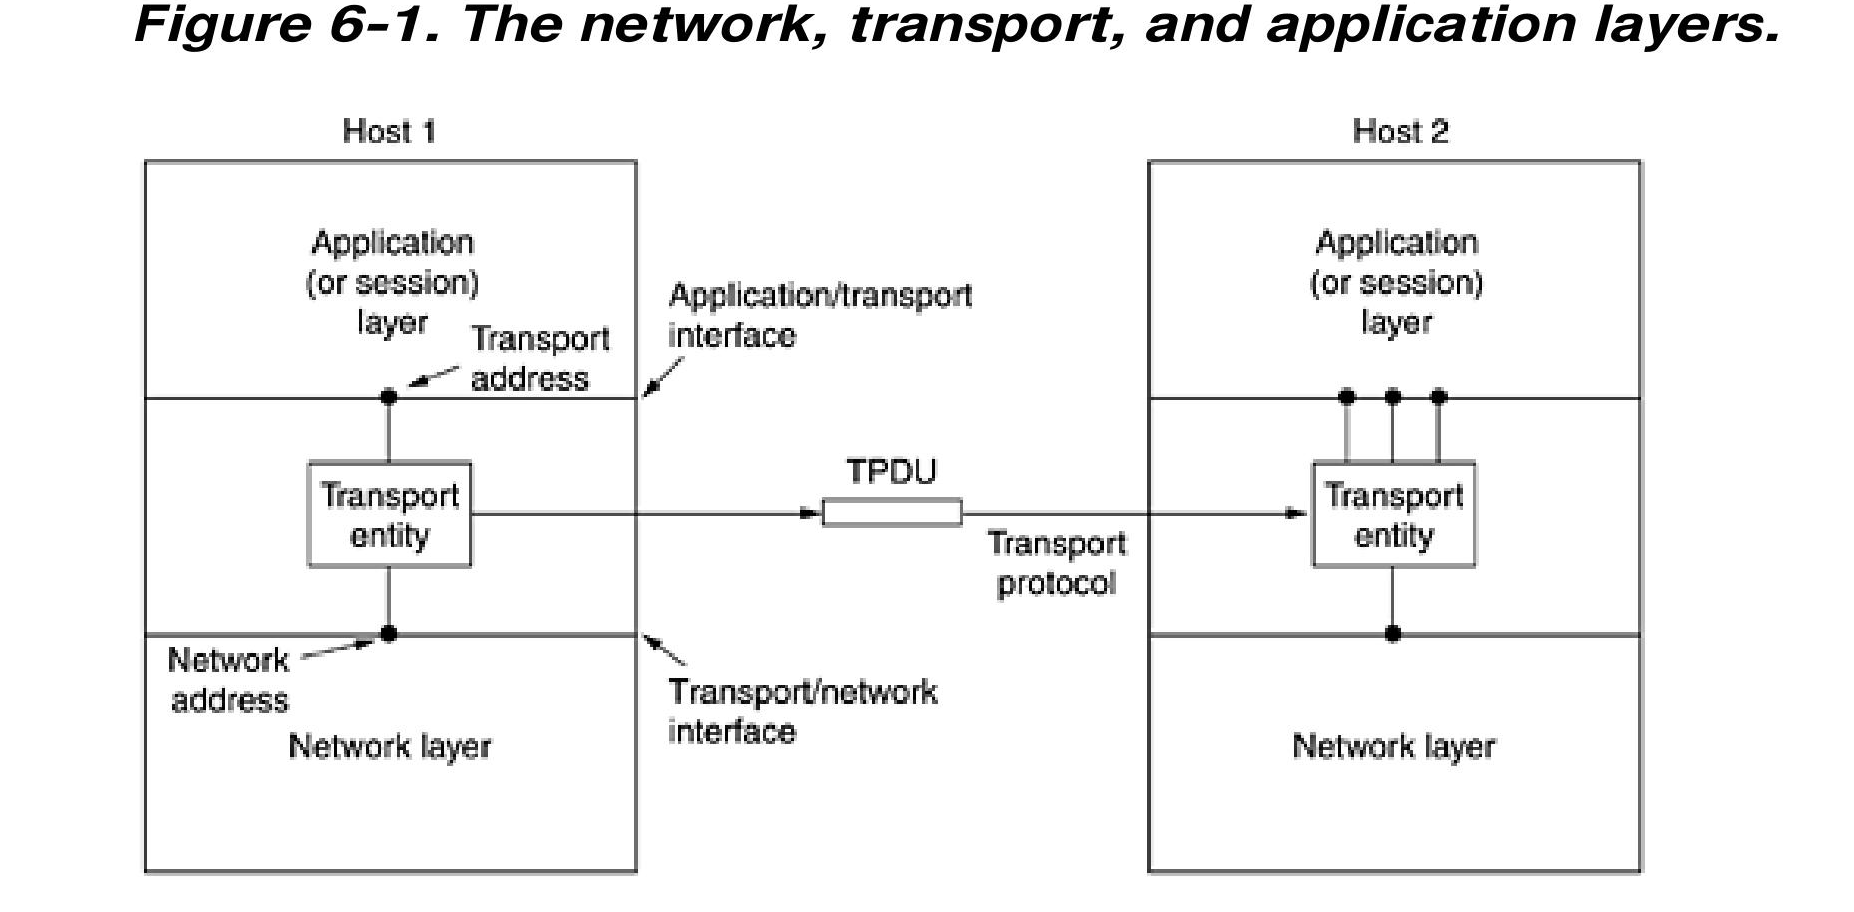 Figure 6-1. The network, transport, and application layers.
Host 1
Host 2
Application
(or session)
layer
Transport
address
Application/transport
interface
Application
(or session)
layer
Transport
entity
TPDU
Transport
protocol
Transport
entity
Network
address
Network layer
Transport/network
interface
Network layer